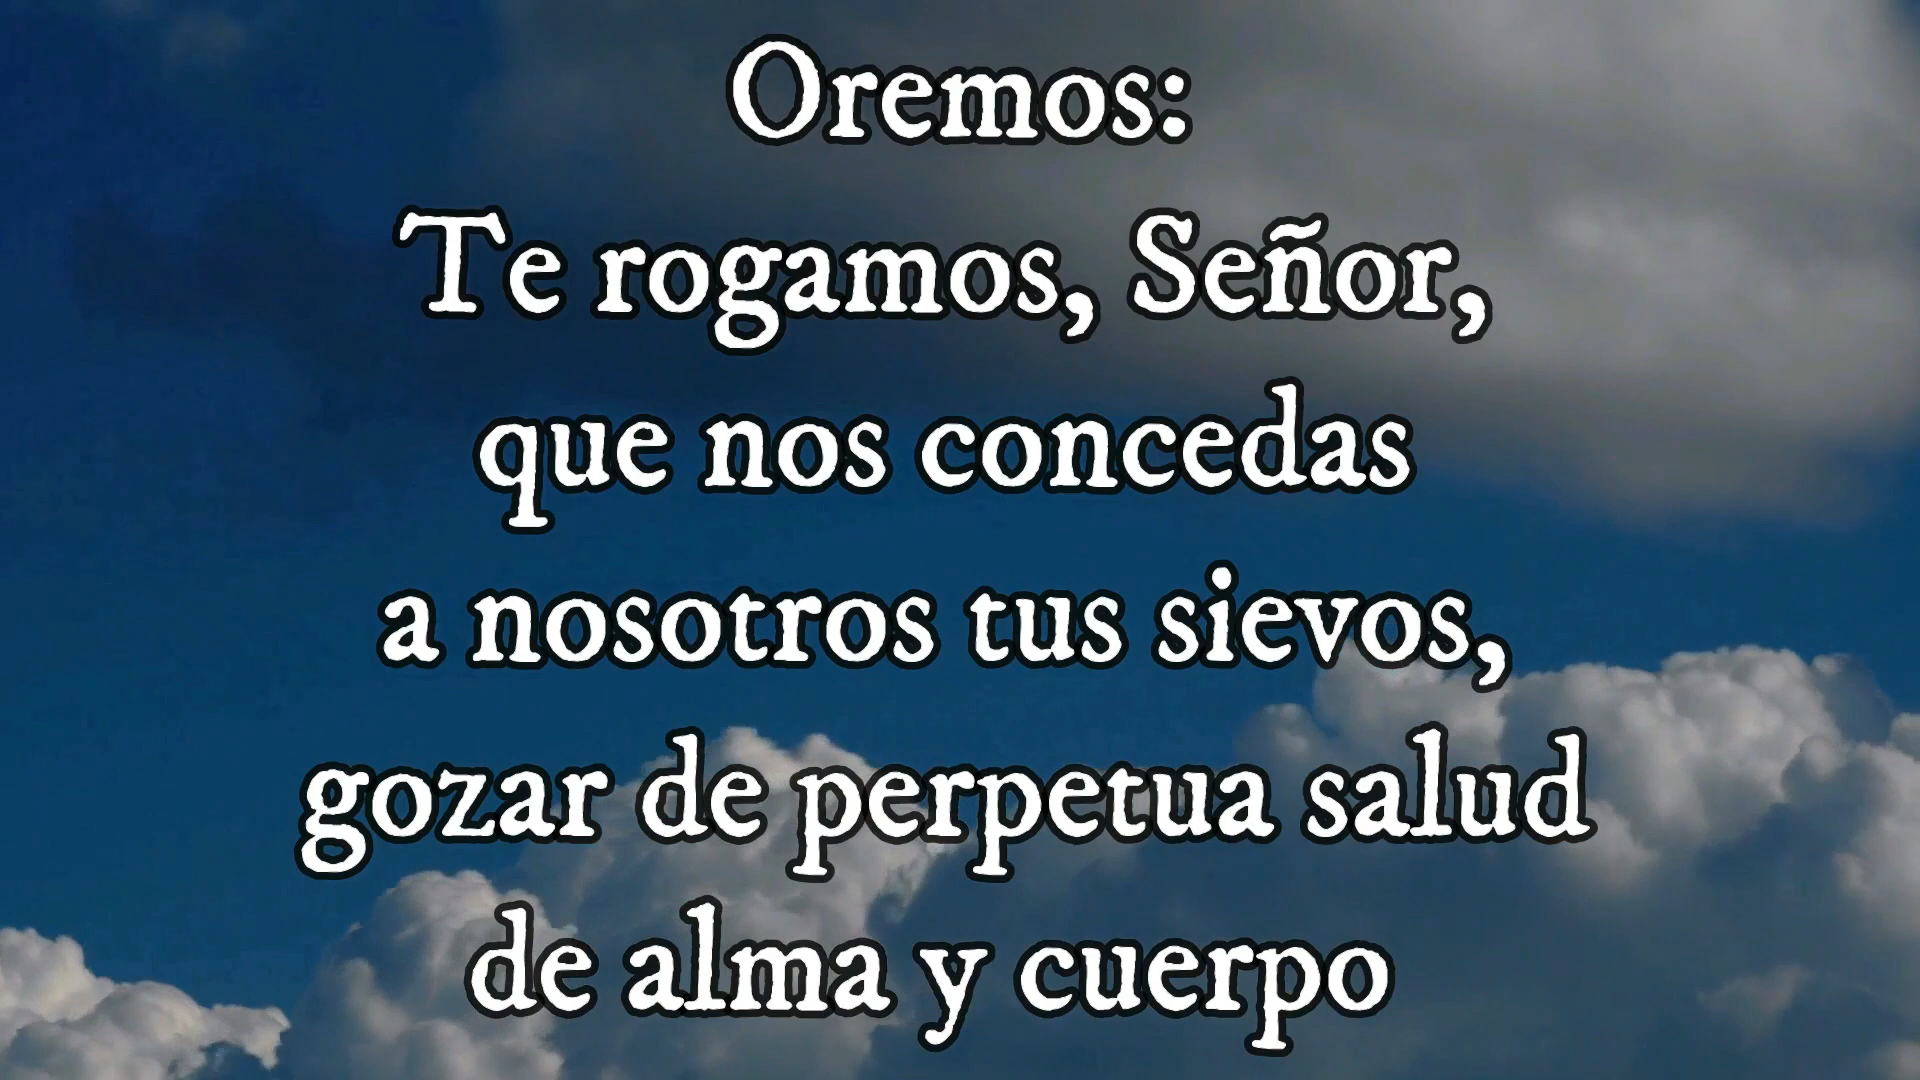 Oremos:
Te rogamos, Señor,
que nos concedas
a nosotros tus sievos,
gozar de perpetua salud
de alma y cuerpo